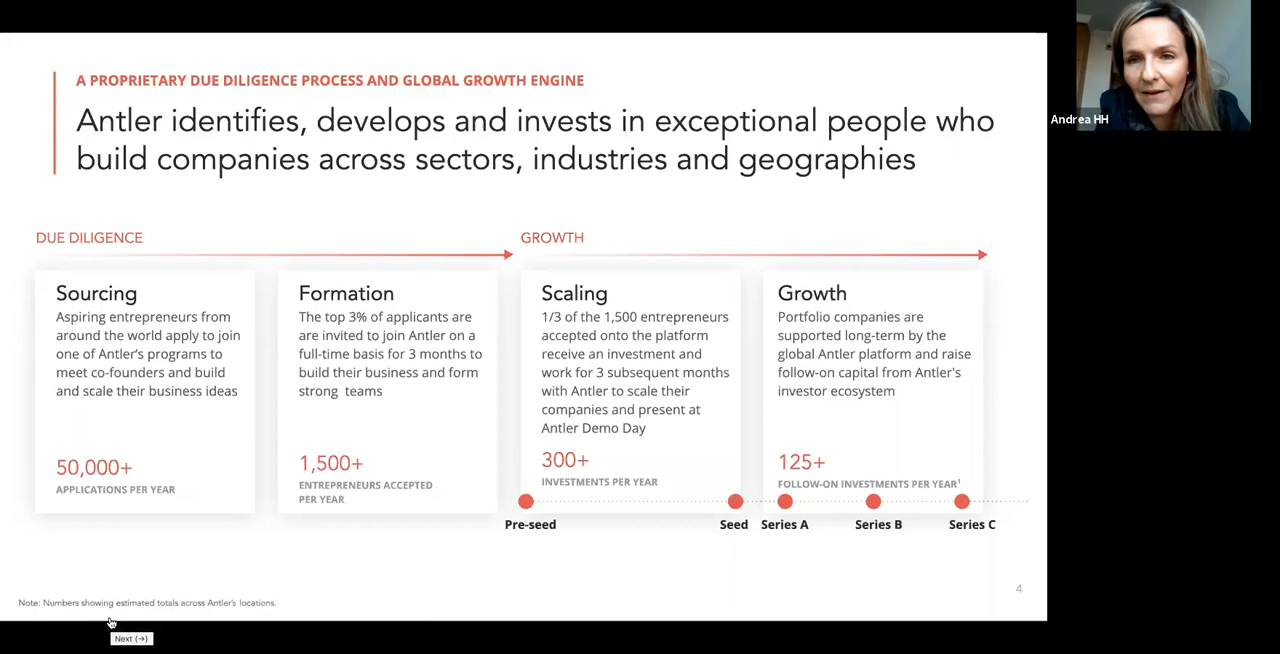 A PROPRIETARY DUE DILIGENCE PROCESS AND GLOBAL GROWTH ENGINE
Antler identifies, develops and invests in exceptional people who
build companies across sectors, industries and geographies
Andrea HH
DUE DILIGENCE
GROWTH
Sourcing
Aspiring entrepreneurs from
around the world apply to join
one of Antler's programs to
meet co-founders and build
and scale their business ideas
50,000+
APPLICATIONS PER YEAR
Formation
The top 3% of applicants are
are invited to join Antler on a
full-time basis for 3 months to
build their business and form
strong teams
1,500+
ENTREPRENEURS ACCEPTED
PER YEAR
Scaling
1/3 of the 1,500 entrepreneurs
accepted onto the platform
receive an investment and
work for 3 subsequent months
with Antler to scale their
companies and present at
Antler Demo Day
300+
INVESTMENTS PER YEAR
Growth
Portfolio companies are
supported long-term by the
global Antler platform and raise
follow-on capital from Antler's
investor ecosystem
125+
FOLLOW-ON INVESTMENTS PER YEAR¹
Pre-seed
Seed
Series A
Series B
Series C
4
Note: Numbers showing estimated totals across Antler's locations.
Next (→)